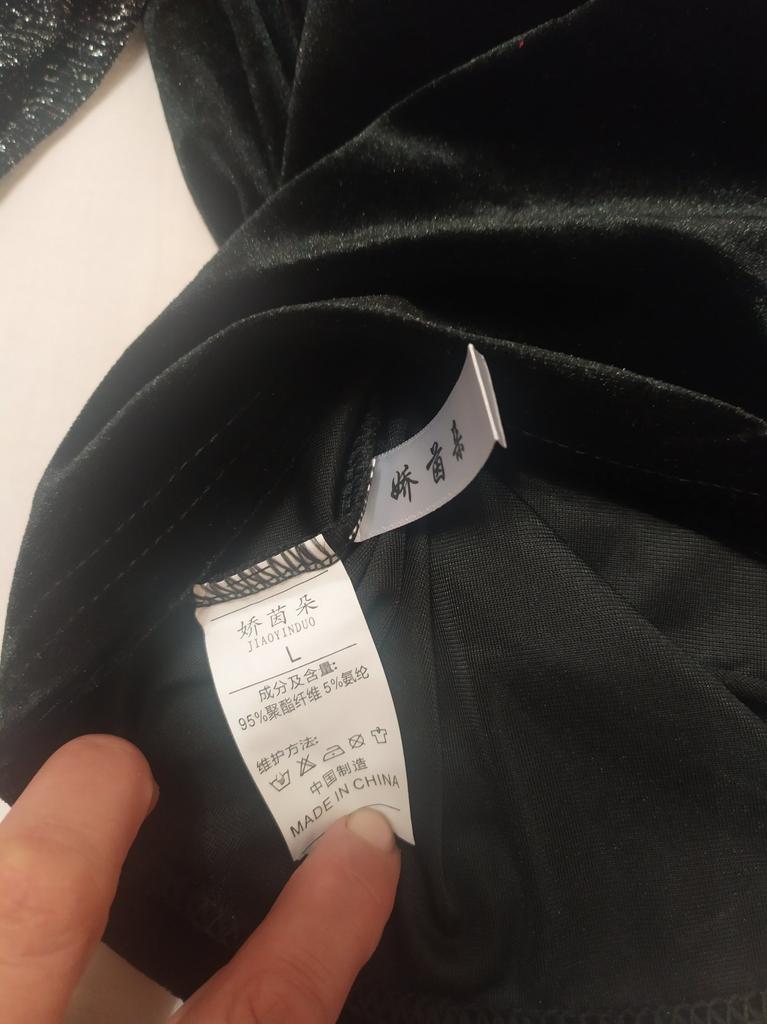 娇茵朵
娇茵朵
JIAOYINDUO
L
成分及含量:
95%聚酯纤维 5%氨纶
维护方法:
中国制造
MADE IN CHINA